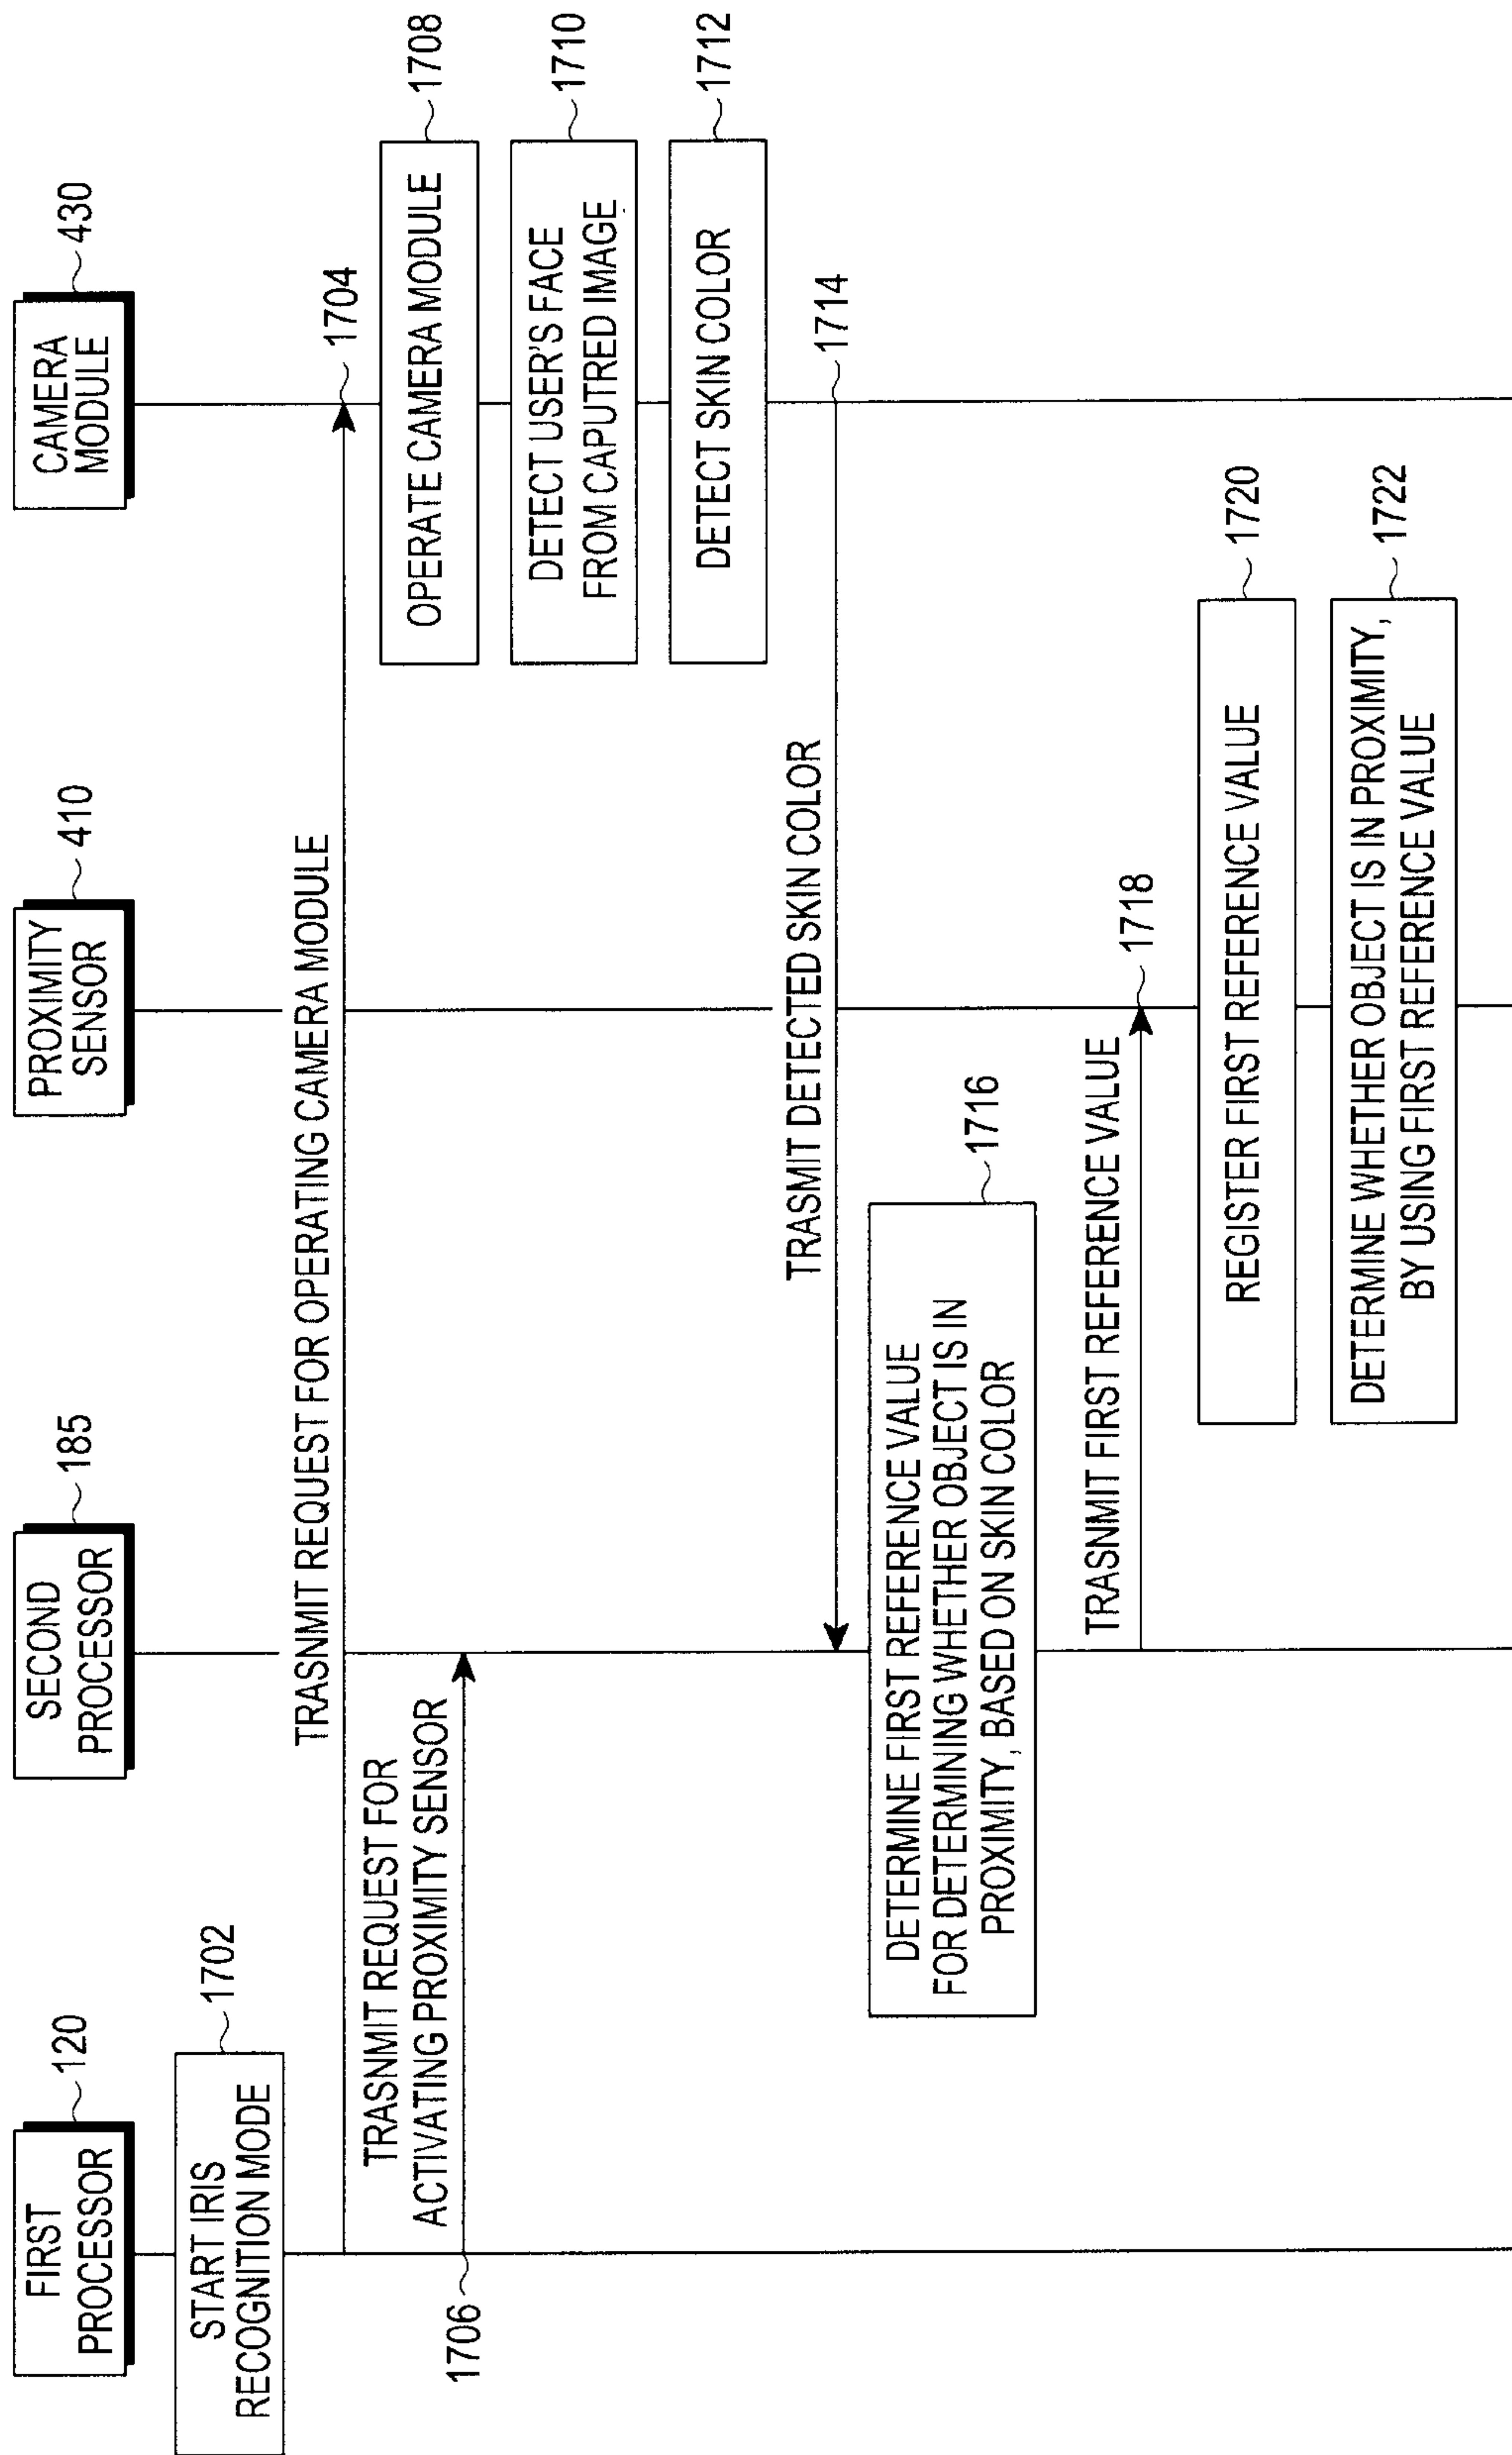 FIRST
PROCESSOR
120
SECOND
PROCESSOR
185
PROXIMITY
SENSOR
410
CAMERA
MODULE
430
START IRIS
RECOGNITION MODE
1702
TRASNMIT REQUEST FOR OPERATING CAMERA MODULE
1704
TRASNMIT REQUEST FOR
ACTIVATING PROXIMITY SENSOR
1706
OPERATE CAMERA MODULE
1708
DETECT USER'S FACE
FROM CAPUTRED IMAGE
1710
DETECT SKIN COLOR
1712
TRASMIT DETECTED SKIN COLOR
1714
DETERMINE FIRST REFERENCE VALUE
FOR DETERMINING WHETHER OBJECT IS IN
PROXIMITY, BASED ON SKIN COLOR
1716
TRASNMIT FIRST REFERENCE VALUE
1718
REGISTER FIRST REFERENCE VALUE
1720
DETERMINE WHETHER OBJECT IS IN PROXIMITY,
BY USING FIRST REFERENCE VALUE
1722